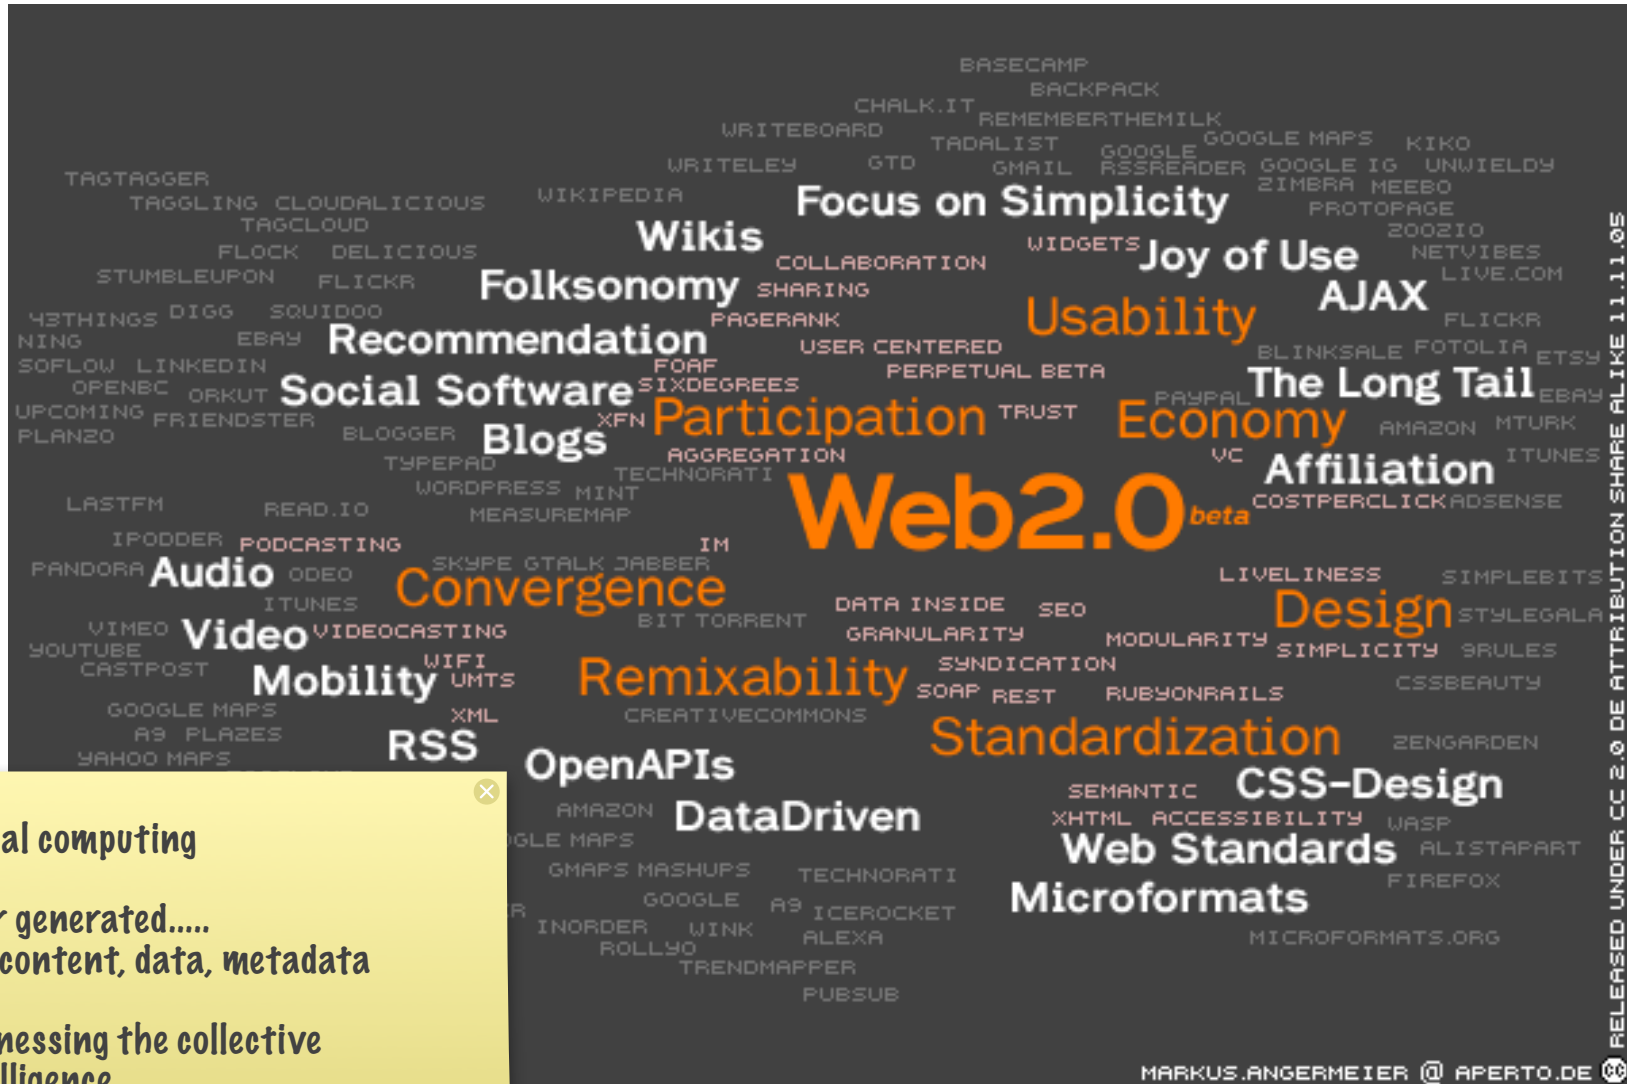 BASECAMP
BACKPACK
CHALK.IT
REMEMBERTHEMILK
WRITEBOARD
TADALIST
GOOGLE MAPS
KIKO
GOOGLE
RSSREADER
WRITELEY
GTD
GMAIL
GOOGLE IG
UNWIELDY
TAGTAGGER
ZIMBRA
MEEBO
WIKIPEDIA
Focus on Simplicity
PROTOPAGE
TAGGLING
CLOUDALICIOUS
TAGCLOUD
Wikis
ZOOZIO
WIDGETS
Joy of Use
NETVIBES
FLOCK
DELICIOUS
COLLABORATION
LIVE.COM
STUMBLEUPON
FLICKR
Folksonomy
SHARING
AJAX
43THINGS
DIGG
SQUIDOO
PAGERANK
Usability
FLICKR
NING
EBAY
Recommendation
USER CENTERED
BLINKSALE
FOTOLIA
ETSY
SOFLOW
LINKEDIN
FOAF
PERPETUAL BETA
OPENBC
ORKUT
Social Software
SIXDEGREES
PAYPAL
The Long Tail
EBAY
UPCOMING
FRIENDSTER
XFN
Participation
TRUST
Economy
AMAZON
MTURK
PLANZO
BLOGGER
Blogs
AGGREGATION
VC
Affiliation
ITUNES
TYPEPAD
TECHNORATI
WORDPRESS
MINT
Web2.0 beta
COSTPERCLICK
ADSENSE
LASTFM
READ.IO
MEASUREMAP
IPODDER
PODCASTING
IM
PANDORA
Audio
ODEO
SKYPE GTALK JABBER
Convergence
LIVELINESS
SIMPLEBITS
ITUNES
DATA INSIDE
SEO
Design
STYLEGALA
BIT TORRENT
VIMEO
Video
VIDEOCASTING
GRANULARITY
MODULARITY
SIMPLICITY
9RULES
YOUTUBE
CASTPOST
WIFI
SYNDICATION
Mobility
UMTS
Remixability
SOAP
REST
RUBYONRAILS
CSSBEAUTY
GOOGLE MAPS
XML
CREATIVECOMMONS
A9
PLAZES
RSS
Standardization
ZENGARDEN
YAHOO MAPS
OpenAPIs
SEMANTIC
CSS-Design
AMAZON
DataDriven
XHTML
ACCESSIBILITY
WASP
OGLE MAPS
Web Standards
ALISTAPART
GMAPS MASHUPS
TECHNORATI
FIREFOX
GOOGLE
A9
ICEROCKET
Microformats
R
INORDER
WINK
ALEXA
MICROFORMATS.ORG
ROLLYO
TRENDMAPPER
PUBSUB
al computing
r generated.....
content, data, metadata
nessing the collective
lligence
MARKUS.ANGERMEIER @ APERTO.DE
RELEASED UNDER CC 2.0 DE ATTRIBUTION SHARE ALIKE 11.11.05